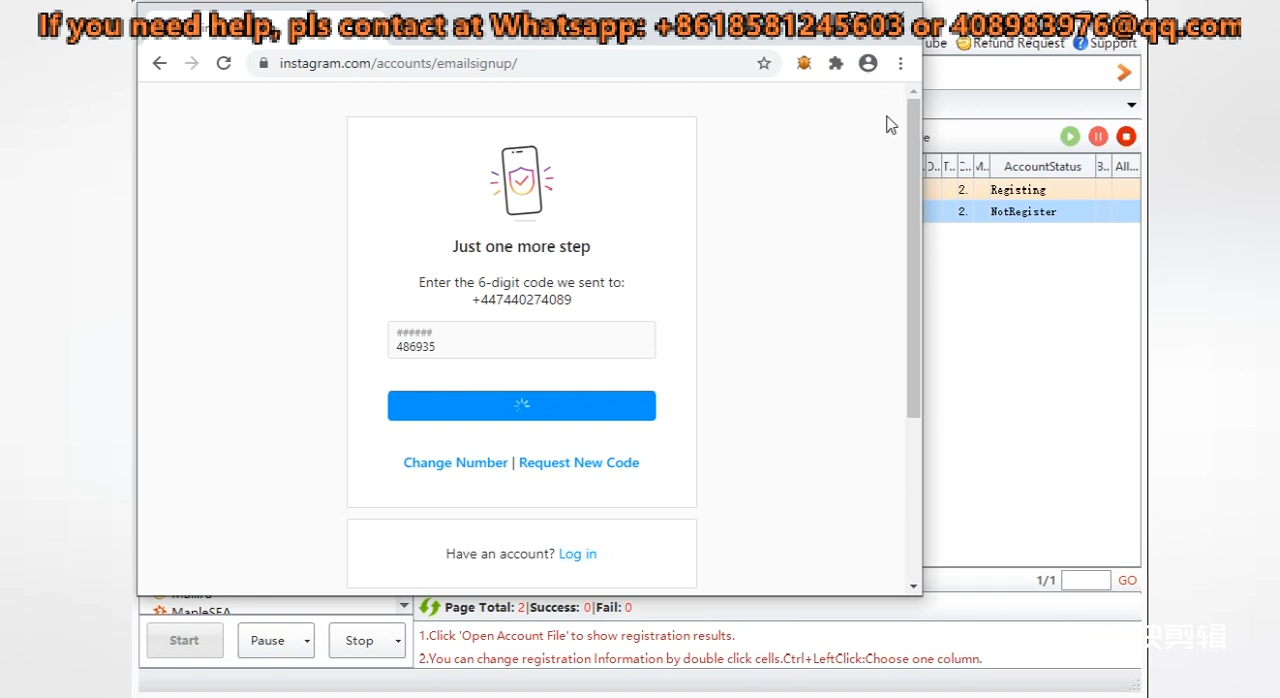 If you need help, pls contact at Whatsapp: +8618581245603 or 408983976@qq.com
ube Refund Request Support
instagram.com/accounts/emailsignup/
e
D.. T.. C... M.. AccountStatus B.. All...
2. Registing
2. NotRegister
Just one more step
Enter the 6-digit code we sent to:
+447440274089
######
486935
Change Number | Request New Code
Have an account? Log in
1/1 GO
MapleSEA
Page Total: 2|Success: 0|Fail: 0
Start Pause Stop
1.Click 'Open Account File' to show registration results.
2.You can change registration Information by double click cells.Ctrl+LeftClick:Choose one column.
快剪辑